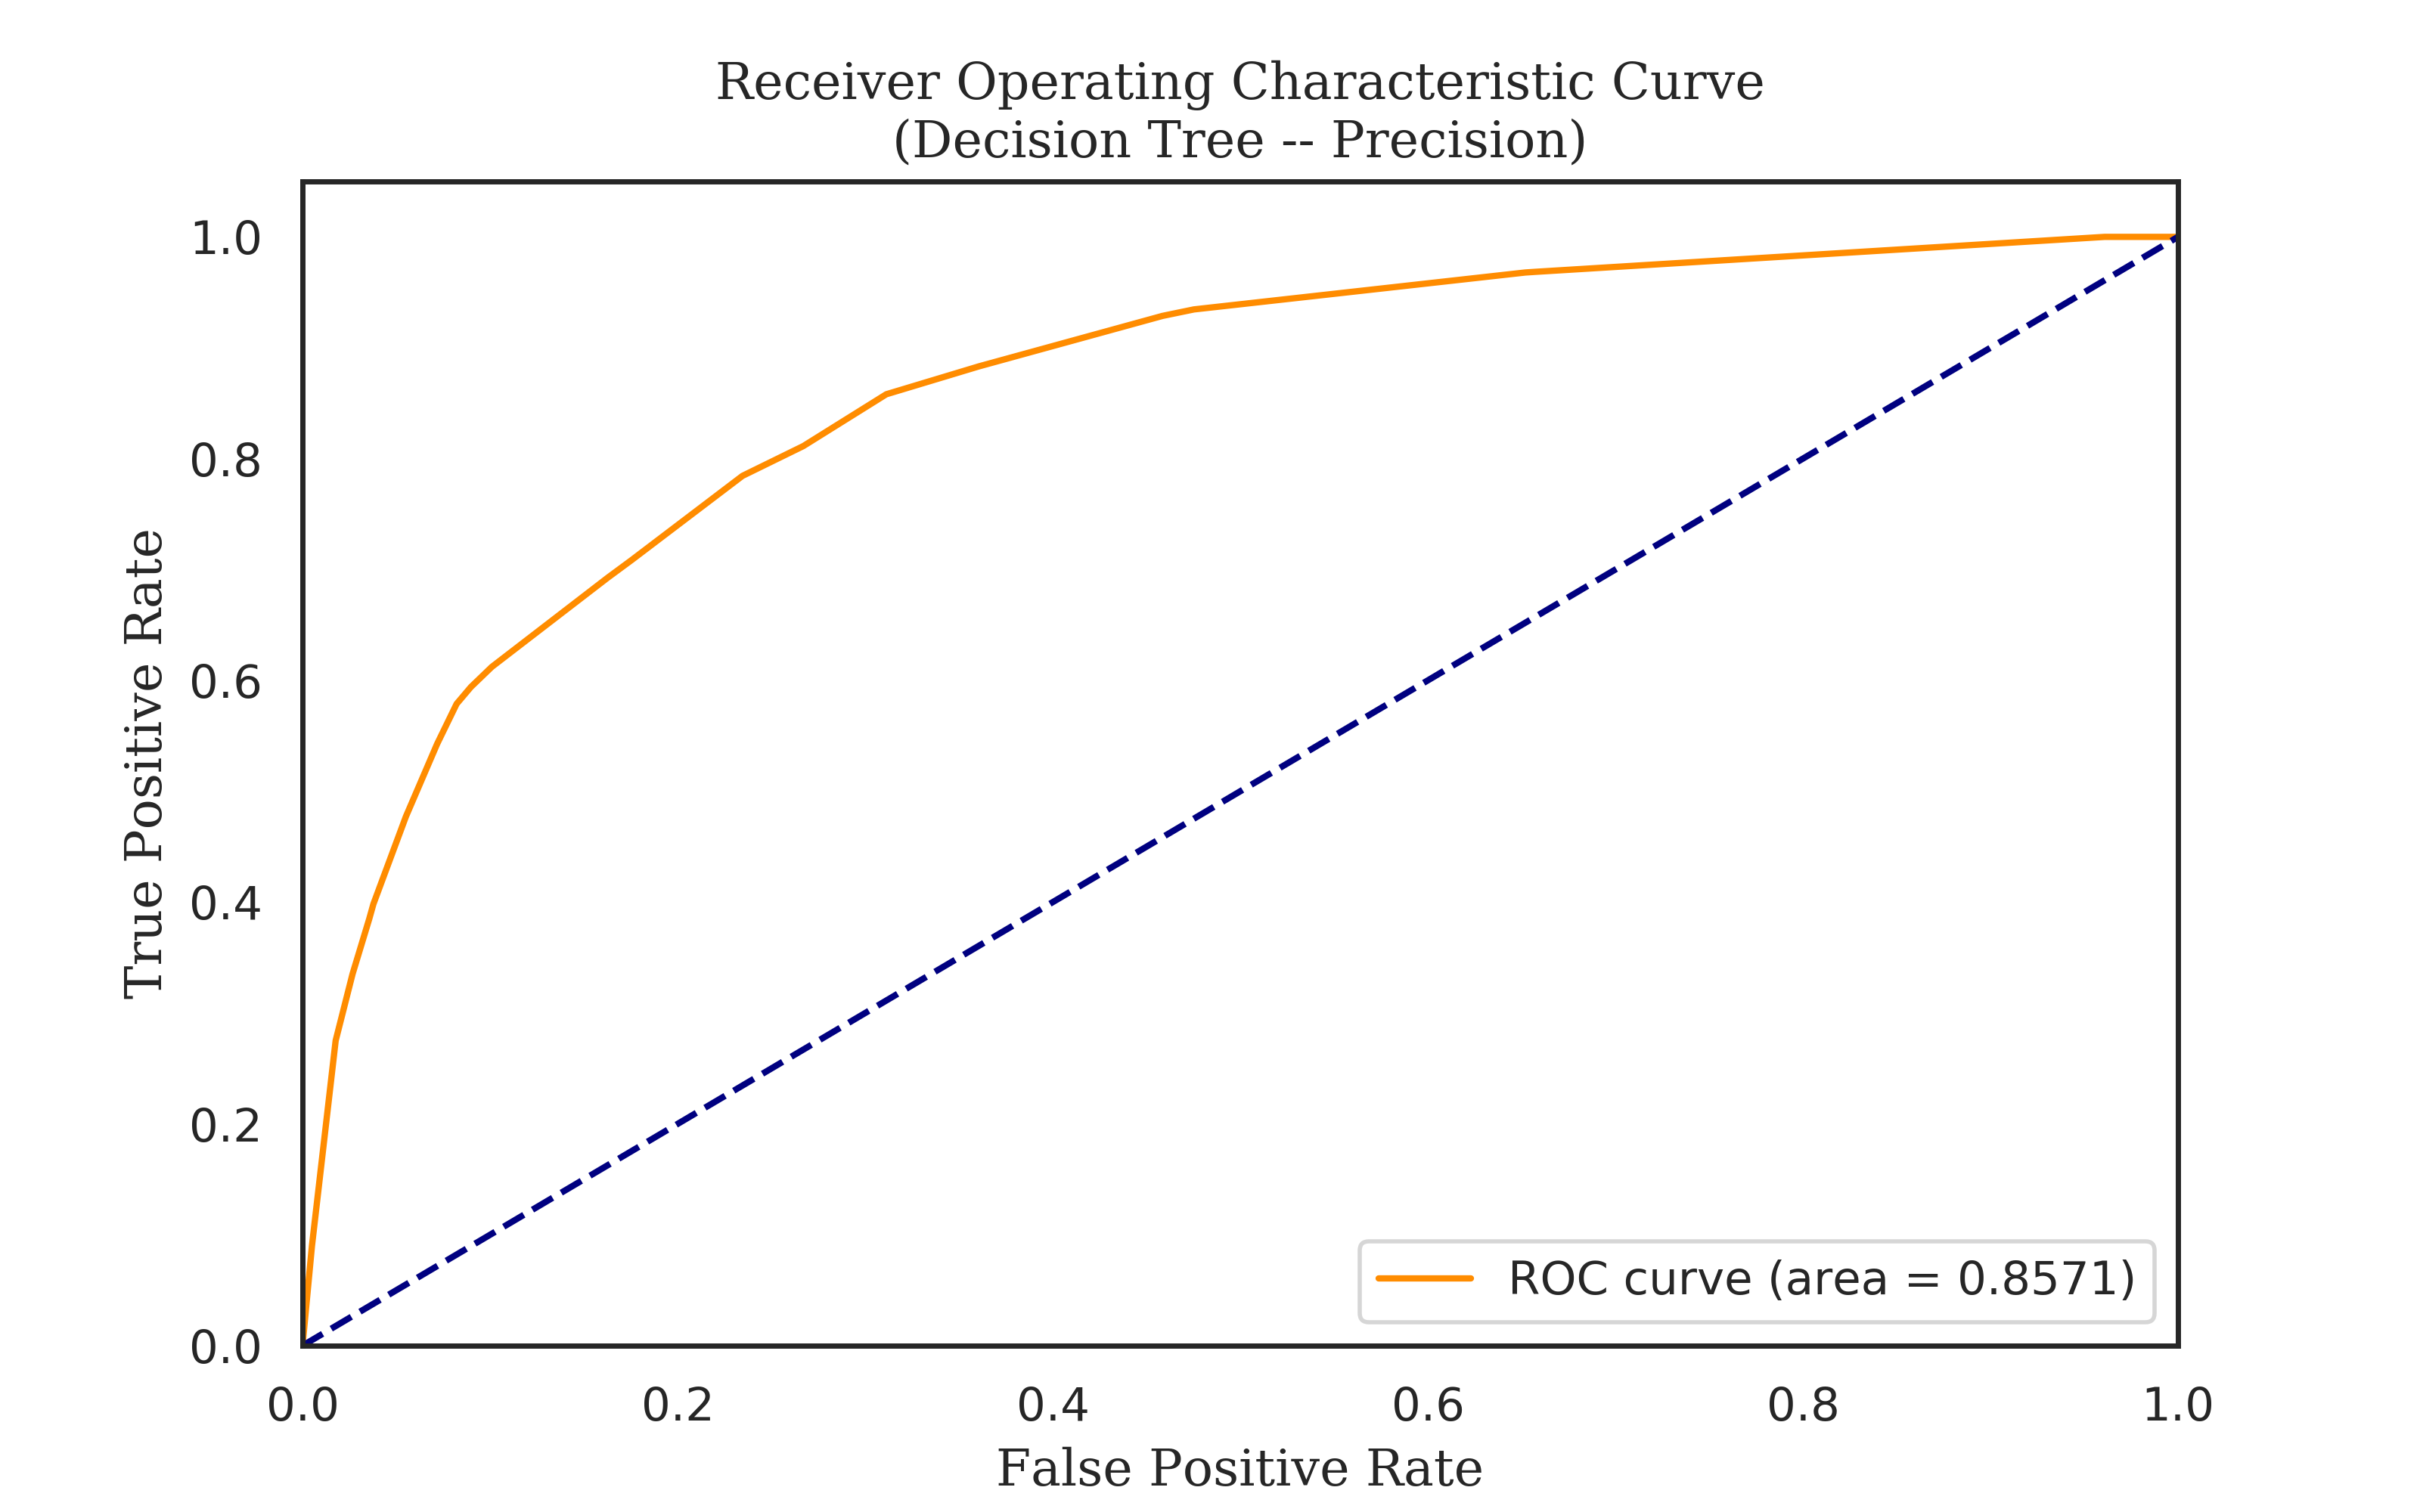 Receiver Operating Characteristic Curve
(Decision Tree -- Precision)
True Positive Rate
1.0
0.8
0.6
0.4
0.2
0.0
ROC curve (area = 0.8571)
0.0 0.2 0.4 0.6 0.8 1.0
False Positive Rate